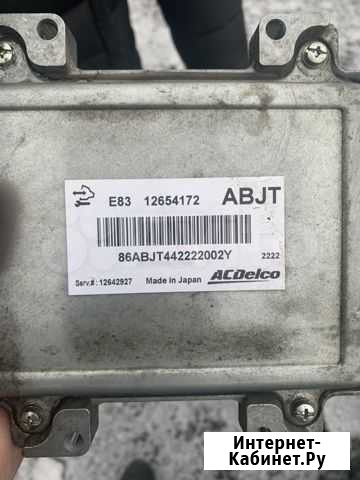 E83 12654172 ABJT
86ABJT442222002Y 2222
Serv.#: 12642927 Made in Japan ACDelco
Интернет-
Кабинет.Ру